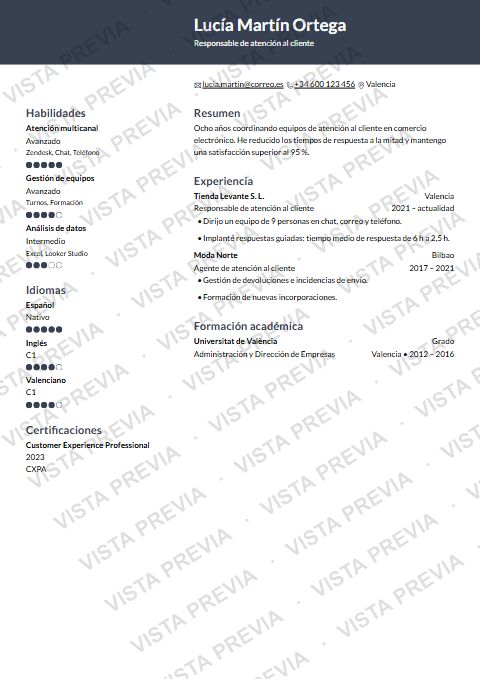 Lucía Martín Ortega
Responsable de atención al cliente
lucia.martin@correo.es +34 600 123 456 Valencia
Habilidades
Atención multicanal
Avanzado
Zendesk, Chat, Teléfono
Gestión de equipos
Avanzado
Turnos, Formación
Análisis de datos
Intermedio
Excel, Looker Studio
Idiomas
Español
Nativo
Inglés
C1
Valenciano
C1
Certificaciones
Customer Experience Professional
2023
CXPA
Resumen
Ocho años coordinando equipos de atención al cliente en comercio
electrónico. He reducido los tiempos de respuesta a la mitad y mantengo
una satisfacción superior al 95 %.
Experiencia
Tienda Levante S. L. Valencia
Responsable de atención al cliente 2021 – actualidad
• Dirijo un equipo de 9 personas en chat, correo y teléfono.
• Implanté respuestas guiadas: tiempo medio de respuesta de 6 h a 2,5 h.
Moda Norte Bilbao
Agente de atención al cliente 2017 – 2021
• Gestión de devoluciones e incidencias de envío.
• Formación de nuevas incorporaciones.
Formación académica
Universitat de València Grado
Administración y Dirección de Empresas Valencia • 2012 – 2016
VISTA PREVIA